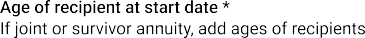 Age of recipient at start date *
If joint or survivor annuity, add ages of recipients